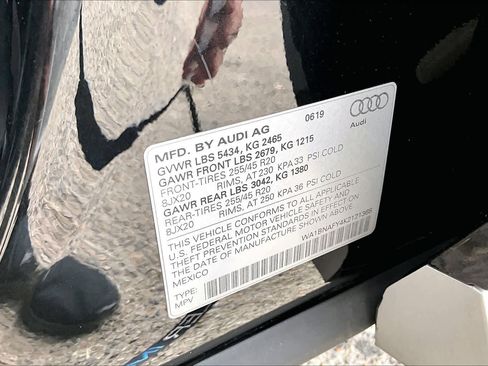 0619
MFD. BY AUDI AG
GVWR LBS 5434, KG 2465
GAWR FRONT LBS 2679, KG 1215
FRONT-TIRES 255/45 R20
8JX20 RIMS, AT 230 KPA 33 PSI COLD
GAWR REAR LBS 3042, KG 1380
REAR-TIRES 255/45 R20
8JX20 RIMS, AT 250 KPA 36 PSI COLD
THIS VEHICLE CONFORMS TO ALL APPLICABLE
U.S. FEDERAL MOTOR VEHICLE SAFETY AND
THEFT PREVENTION STANDARDS IN EFFECT ON
THE DATE OF MANUFACTURE SHOWN ABOVE.
MEXICO
TYPE:
MPV